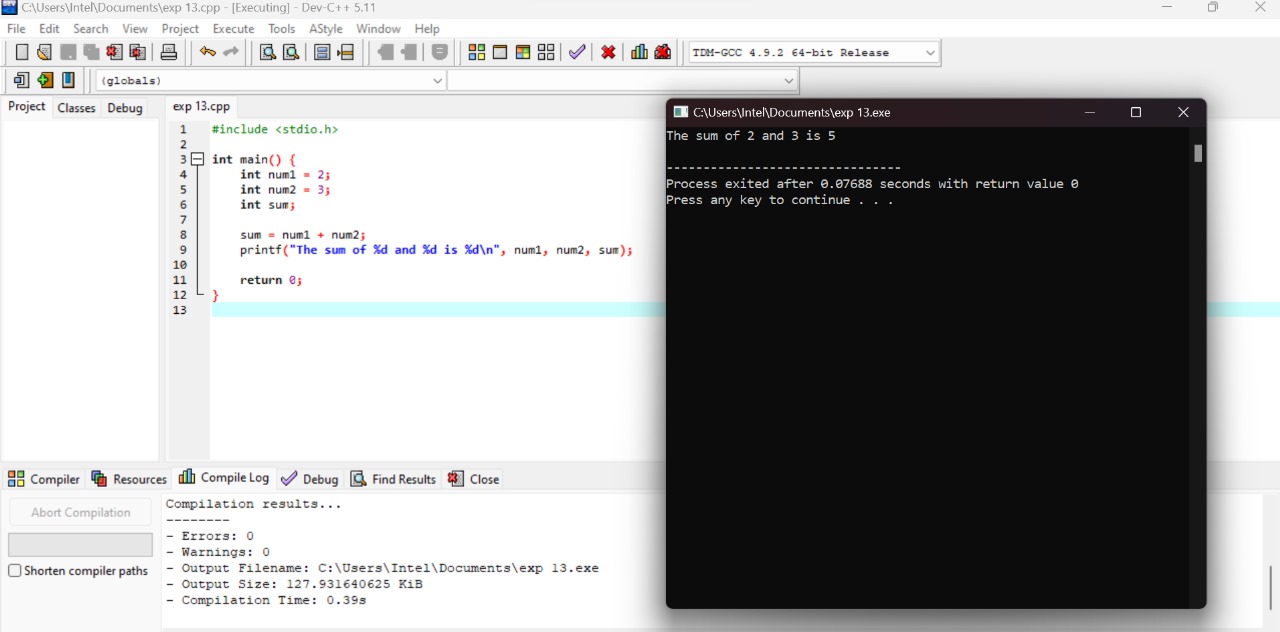 C:\Users\Intel\Documents\exp 13.cpp - [Executing] - Dev-C++ 5.11
File Edit Search View Project Execute Tools AStyle Window Help
TDM-GCC 4.9.2 64-bit Release
(globals)
Project Classes Debug
exp 13.cpp
1 #include <stdio.h>
2
3 int main() {
4     int num1 = 2;
5     int num2 = 3;
6     int sum;
7
8     sum = num1 + num2;
9     printf("The sum of %d and %d is %d\n", num1, num2, sum);
10
11     return 0;
12 }
13
C:\Users\Intel\Documents\exp 13.exe
The sum of 2 and 3 is 5
--------------------------------
Process exited after 0.07688 seconds with return value 0
Press any key to continue . . .
Compiler Resources Compile Log Debug Find Results Close
Abort Compilation
Shorten compiler paths
Compilation results...
--------
- Errors: 0
- Warnings: 0
- Output Filename: C:\Users\Intel\Documents\exp 13.exe
- Output Size: 127.931640625 KiB
- Compilation Time: 0.39s